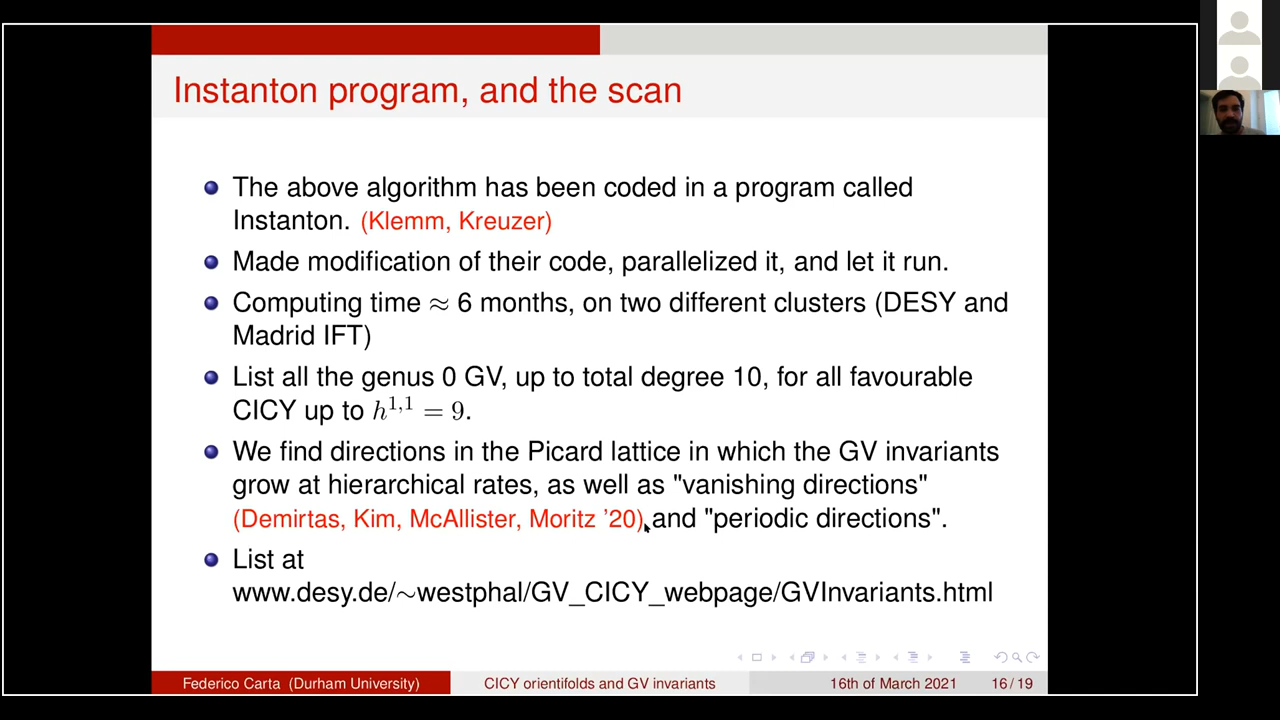 Instanton program, and the scan
The above algorithm has been coded in a program called
Instanton. (Klemm, Kreuzer)
Made modification of their code, parallelized it, and let it run.
Computing time ≈ 6 months, on two different clusters (DESY and
Madrid IFT)
List all the genus 0 GV, up to total degree 10, for all favourable
CICY up to h^{1,1} = 9.
We find directions in the Picard lattice in which the GV invariants
grow at hierarchical rates, as well as "vanishing directions"
(Demirtas, Kim, McAllister, Moritz '20) and "periodic directions".
List at
www.desy.de/~westphal/GV_CICY_webpage/GVInvariants.html
Federico Carta (Durham University) CICY orientifolds and GV invariants 16th of March 2021 16/19